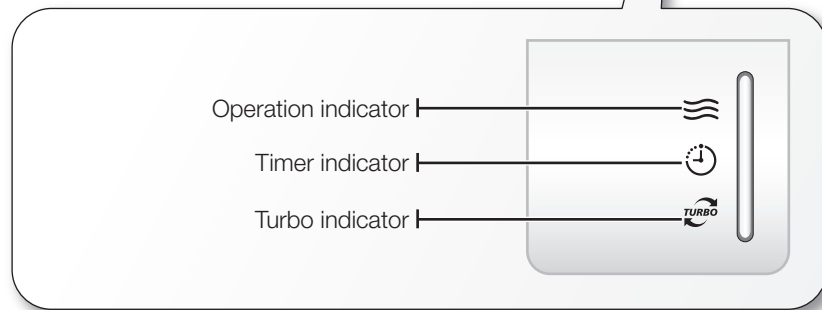 Operation indicator
Timer indicator
Turbo indicator
TURBO